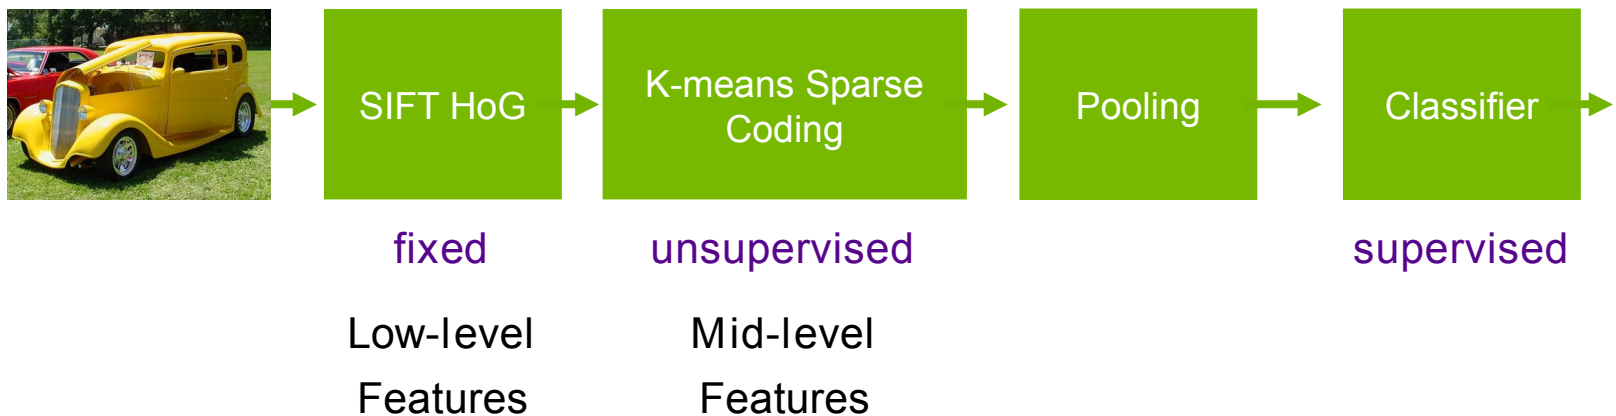 SIFT HoG
K-means Sparse
Coding
Pooling
Classifier
fixed
unsupervised
supervised
Low-level
Features
Mid-level
Features